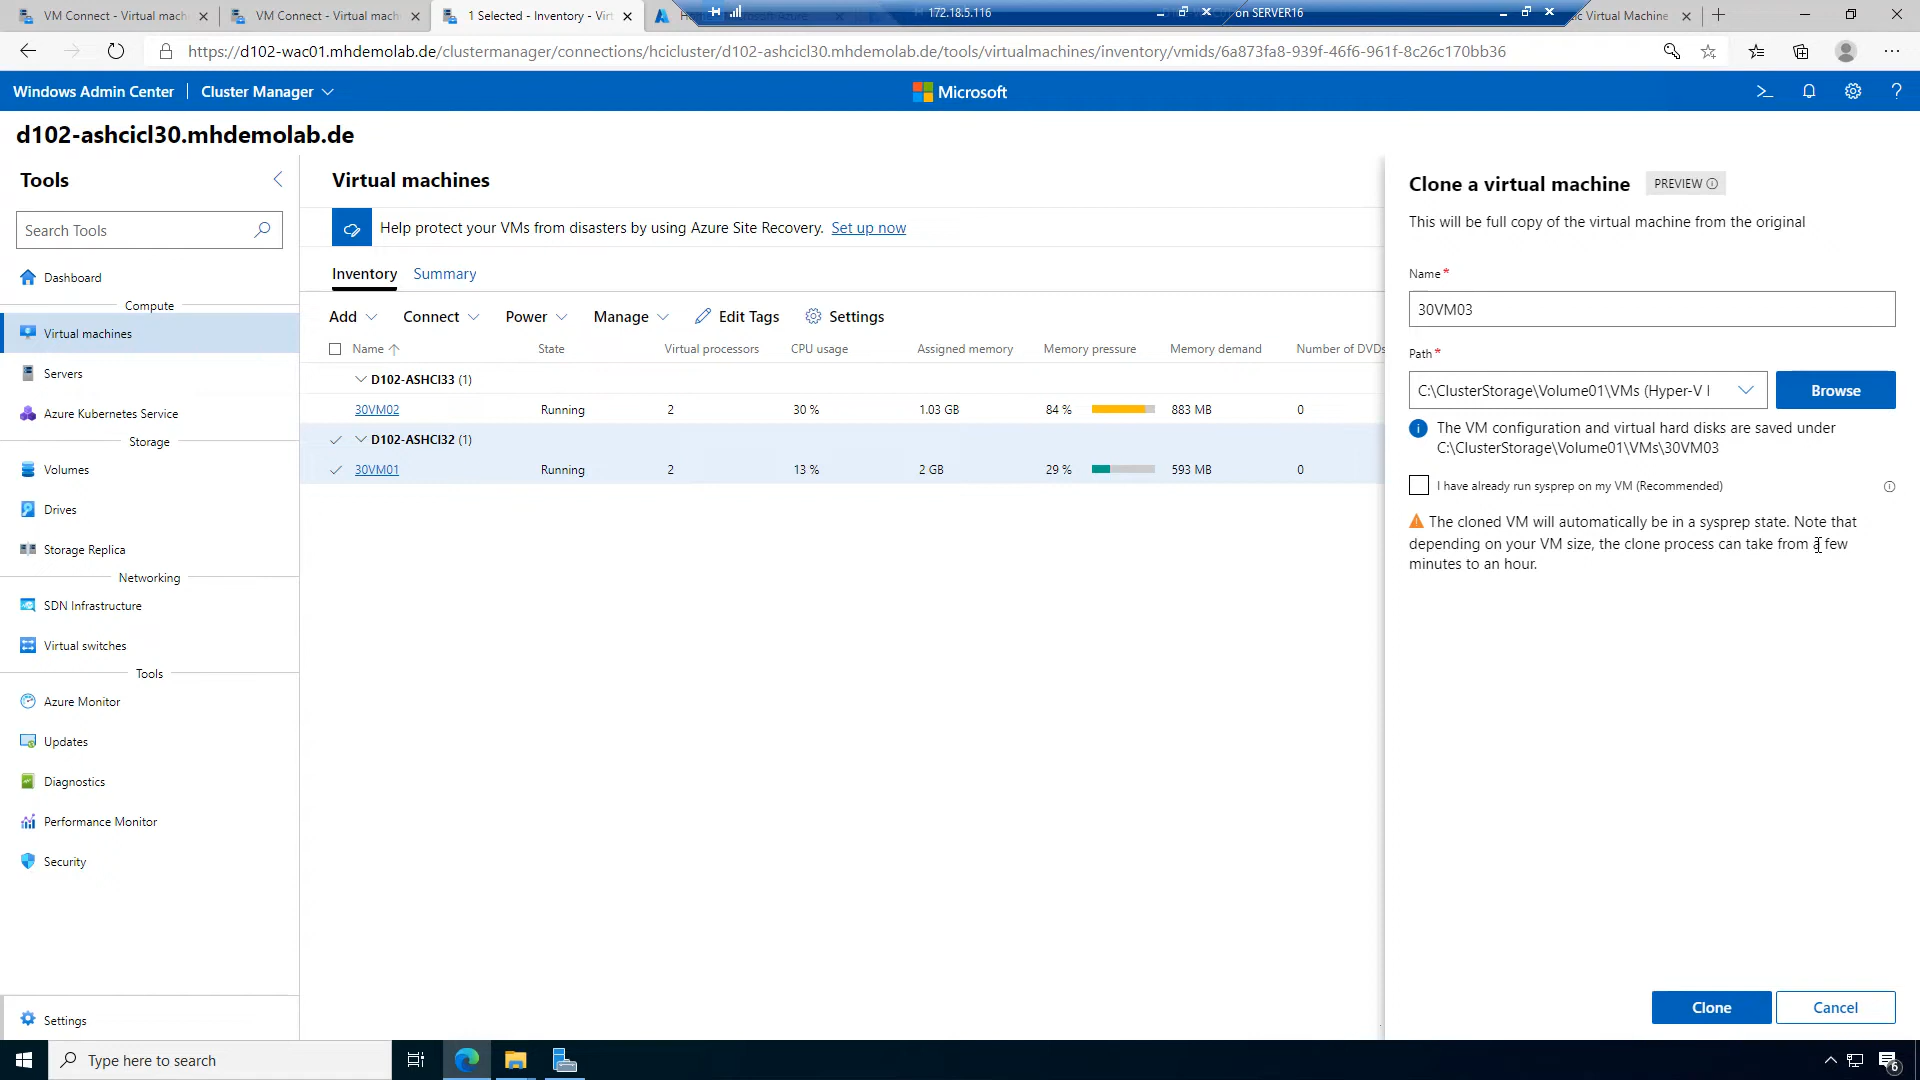 VM Connect - Virtual mach
VM Connect - Virtual mach
1 Selected - Inventory - Virt
172.18.5.116
on SERVER16
ic Virtual Machine
https://d102-wac01.mhdemolab.de/clustermanager/connections/hcicluster/d102-ashcicl30.mhdemolab.de/tools/virtualmachines/inventory/vmids/6a873fa8-939f-46f6-961f-8c26c170bb36
Windows Admin Center
Cluster Manager
Microsoft
d102-ashcicl30.mhdemolab.de
Tools
Search Tools
Dashboard
Compute
Virtual machines
Servers
Azure Kubernetes Service
Storage
Volumes
Drives
Storage Replica
Networking
SDN Infrastructure
Virtual switches
Tools
Azure Monitor
Updates
Diagnostics
Performance Monitor
Security
Settings
Virtual machines
Help protect your VMs from disasters by using Azure Site Recovery. Set up now
Inventory Summary
Add Connect Power Manage Edit Tags Settings
Name State Virtual processors CPU usage Assigned memory Memory pressure Memory demand Number of DVDs
D102-ASHCI33 (1)
30VM02 Running 2 30 % 1.03 GB 84 % 883 MB 0
D102-ASHCI32 (1)
30VM01 Running 2 13 % 2 GB 29 % 593 MB 0
Clone a virtual machine PREVIEW
This will be full copy of the virtual machine from the original
Name*
30VM03
Path*
C:\ClusterStorage\Volume01\VMs (Hyper-V
Browse
The VM configuration and virtual hard disks are saved under
C:\ClusterStorage\Volume01\VMs\30VM03
I have already run sysprep on my VM (Recommended)
The cloned VM will automatically be in a sysprep state. Note that
depending on your VM size, the clone process can take from a few
minutes to an hour.
Clone
Cancel
Type here to search
6